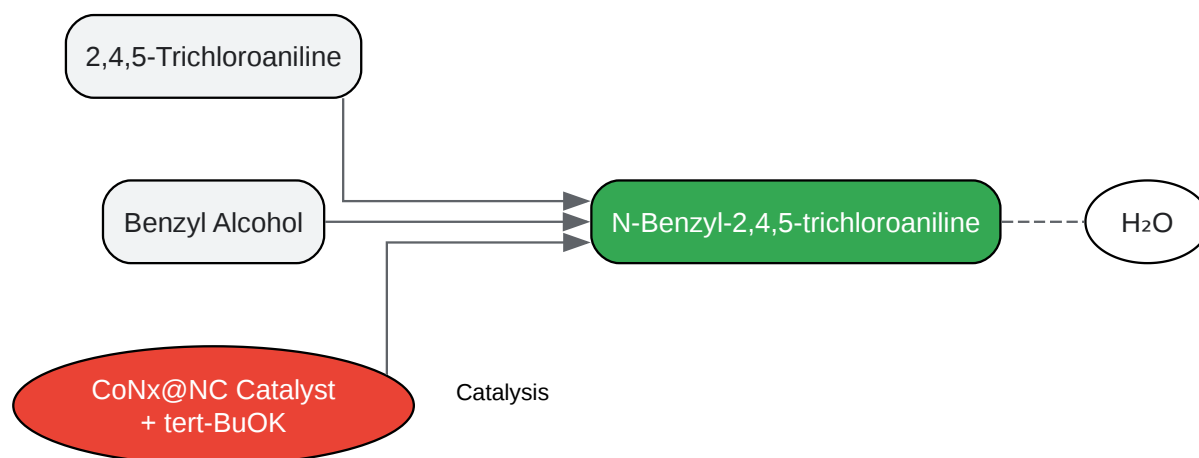 2,4,5-Trichloroaniline
Benzyl Alcohol
N-Benzyl-2,4,5-trichloroaniline
H₂O
CoNx@NC Catalyst
+ tert-BuOK
Catalysis